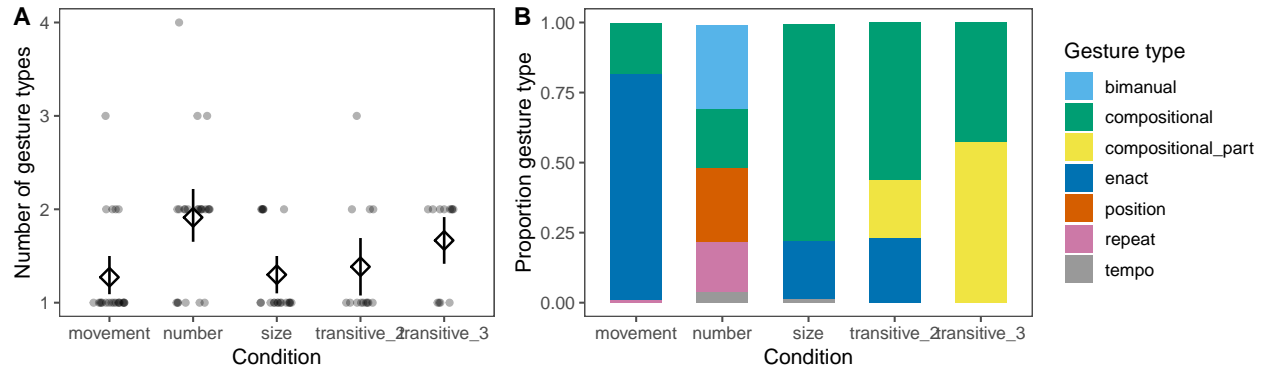 A
Number of gesture types
4
3
2
1
movement number size transitive_2 transitive_3
Condition
B
Proportion gesture type
1.00
0.75
0.50
0.25
0.00
movement number size transitive_2 transitive_3
Condition
Gesture type
bimanual
compositional
compositional_part
enact
position
repeat
tempo